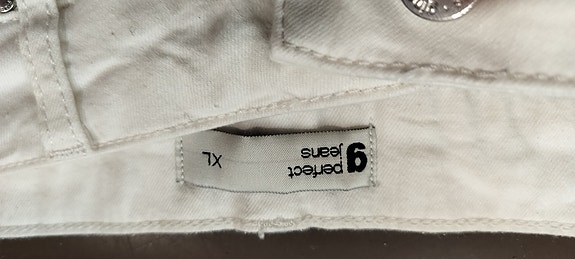 g perfect
jeans
XL